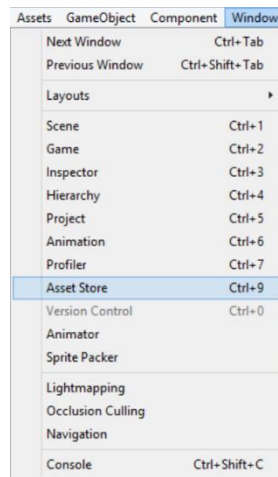 Assets GameObject Component Window
Next Window Ctrl+Tab
Previous Window Ctrl+Shift+Tab
Layouts
Scene Ctrl+1
Game Ctrl+2
Inspector Ctrl+3
Hierarchy Ctrl+4
Project Ctrl+5
Animation Ctrl+6
Profiler Ctrl+7
Asset Store Ctrl+9
Version Control Ctrl+0
Animator
Sprite Packer
Lightmapping
Occlusion Culling
Navigation
Console Ctrl+Shift+C